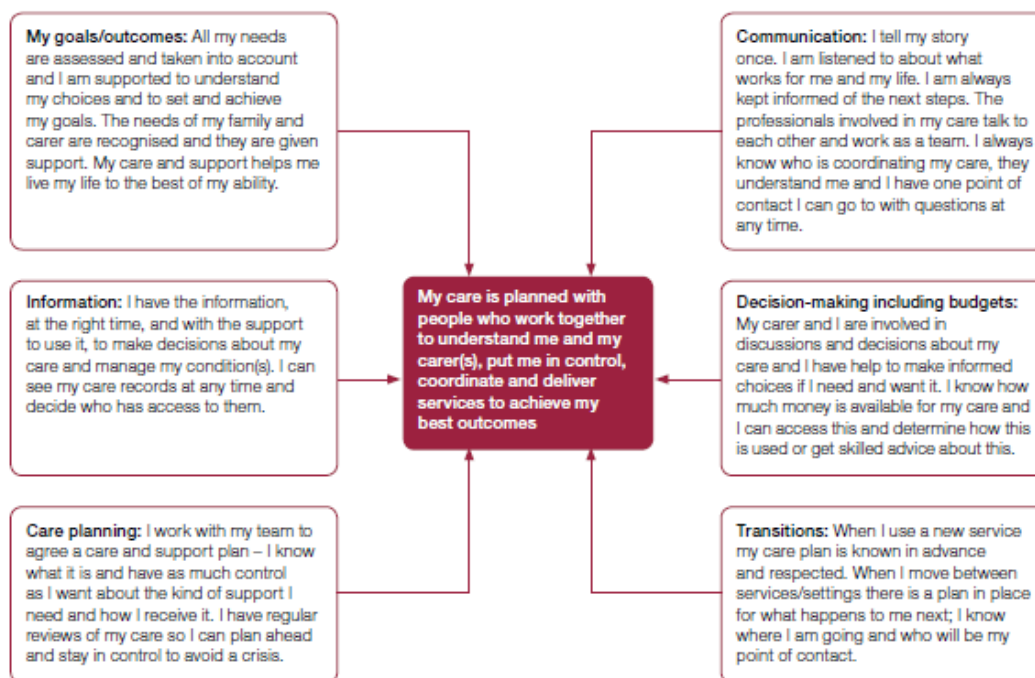 My goals/outcomes: All my needs
are assessed and taken into account
and I am supported to understand
my choices and to set and achieve
my goals. The needs of my family and
carer are recognised and they are given
support. My care and support helps me
live my life to the best of my ability.
Communication: I tell my story
once. I am listened to about what
works for me and my life. I am always
kept informed of the next steps. The
professionals involved in my care talk to
each other and work as a team. I always
know who is coordinating my care, they
understand me and I have one point of
contact I can go to with questions at
any time.
Information: I have the information,
at the right time, and with the support
to use it, to make decisions about my
care and manage my condition(s). I can
see my care records at any time and
decide who has access to them.
My care is planned with
people who work together
to understand me and my
carer(s), put me in control,
coordinate and deliver
services to achieve my
best outcomes
Decision-making including budgets:
My carer and I are involved in
discussions and decisions about my
care and I have help to make informed
choices if I need and want it. I know how
much money is available for my care and
I can access this and determine how this
is used or get skilled advice about this.
Care planning: I work with my team to
agree a care and support plan – I know
what it is and have as much control
as I want about the kind of support I
need and how I receive it. I have regular
reviews of my care so I can plan ahead
and stay in control to avoid a crisis.
Transitions: When I use a new service
my care plan is known in advance
and respected. When I move between
services/settings there is a plan in place
for what happens to me next; I know
where I am going and who will be my
point of contact.